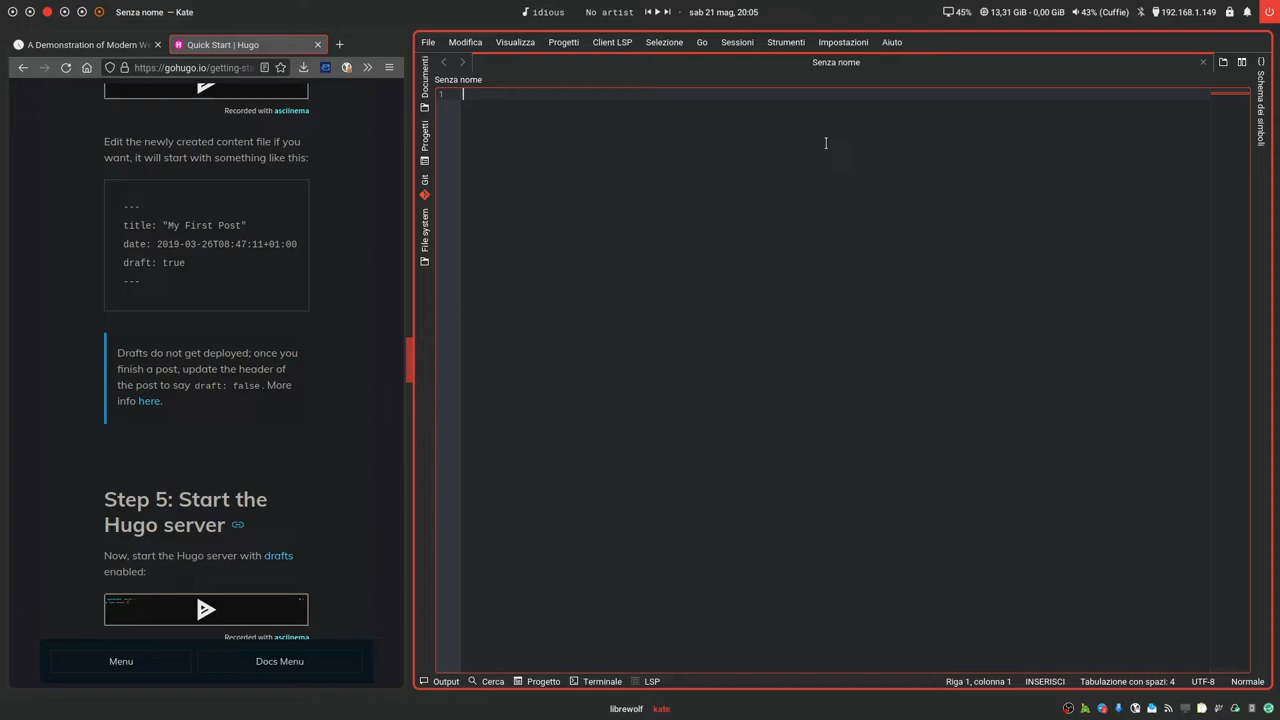 Senza nome — Kate
idious
No artist
sab 21 mag, 20:05
45%
13,31 GiB - 0,00 GiB
43% (Cuffie)
192.168.1.149
A Demonstration of Modern We
Quick Start | Hugo
https://gohugo.io/getting-sta
Recorded with asciinema
Edit the newly created content file if you
want, it will start with something like this:
---
title: "My First Post"
date: 2019-03-26T08:47:11+01:00
draft: true
---
Drafts do not get deployed; once you
finish a post, update the header of
the post to say draft: false. More
info here.
Step 5: Start the
Hugo server
Now, start the Hugo server with drafts
enabled:
Recorded with asciinema
Menu
Docs Menu
File Modifica Visualizza Progetti Client LSP Selezione Go Sessioni Strumenti Impostazioni Aiuto
Senza nome
Senza nome
1
Documenti
Progetti
Git
File system
Schema dei simboli
Output Cerca Progetto Terminale LSP
Riga 1, colonna 1 INSERISCI Tabulazione con spazi: 4 UTF-8 Normale
librewolf kate